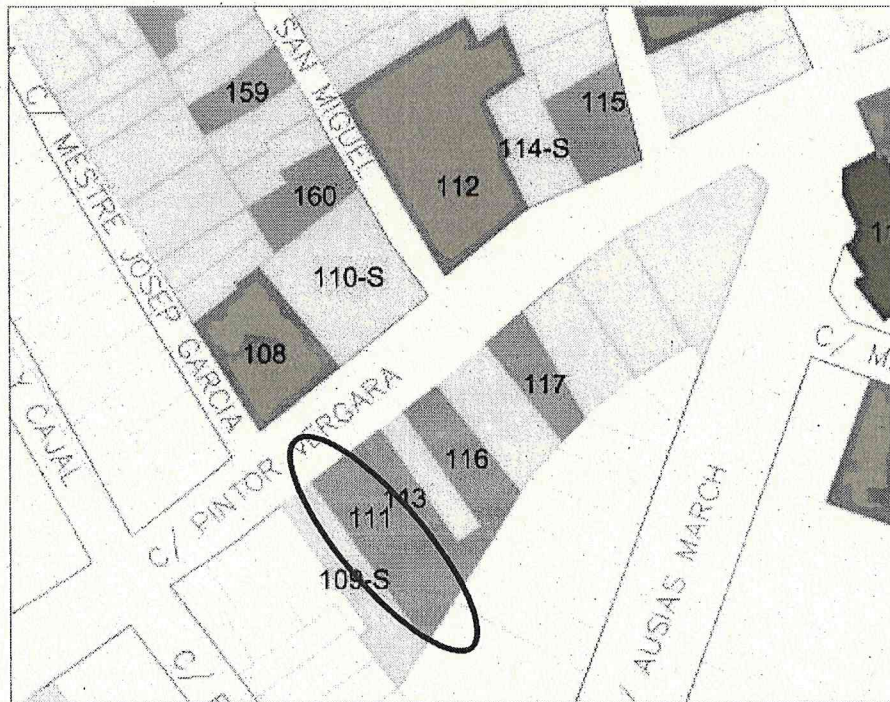 SAN MIGUEL
112
159
115
114-S
C/ MESTRE JOSEP GARCIA
160
112
110-S
108
C/ M
Y CAJAL
117
C/ PINTOR VERGARA
116
113
111
109-S
AUSIAS MARCH
C/